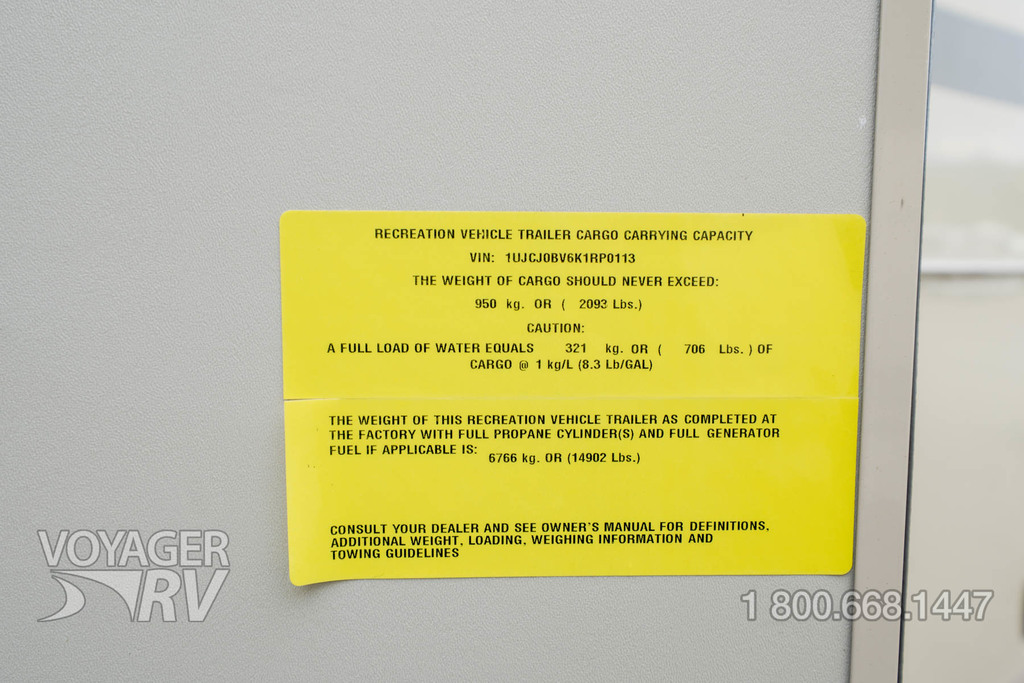 RECREATION VEHICLE TRAILER CARGO CARRYING CAPACITY
VIN: 1UJCJ0BV6K1RP0113
THE WEIGHT OF CARGO SHOULD NEVER EXCEED:
950 kg. OR ( 2093 Lbs.)
CAUTION:
A FULL LOAD OF WATER EQUALS 321 kg. OR ( 706 Lbs. ) OF
CARGO @ 1 kg/L (8.3 Lb/GAL)
THE WEIGHT OF THIS RECREATION VEHICLE TRAILER AS COMPLETED AT
THE FACTORY WITH FULL PROPANE CYLINDER(S) AND FULL GENERATOR
FUEL IF APPLICABLE IS: 6766 kg. OR (14902 Lbs.)
CONSULT YOUR DEALER AND SEE OWNER'S MANUAL FOR DEFINITIONS,
ADDITIONAL WEIGHT, LOADING, WEIGHING INFORMATION AND
TOWING GUIDELINES
VOYAGER
RV
1 800.668.1447